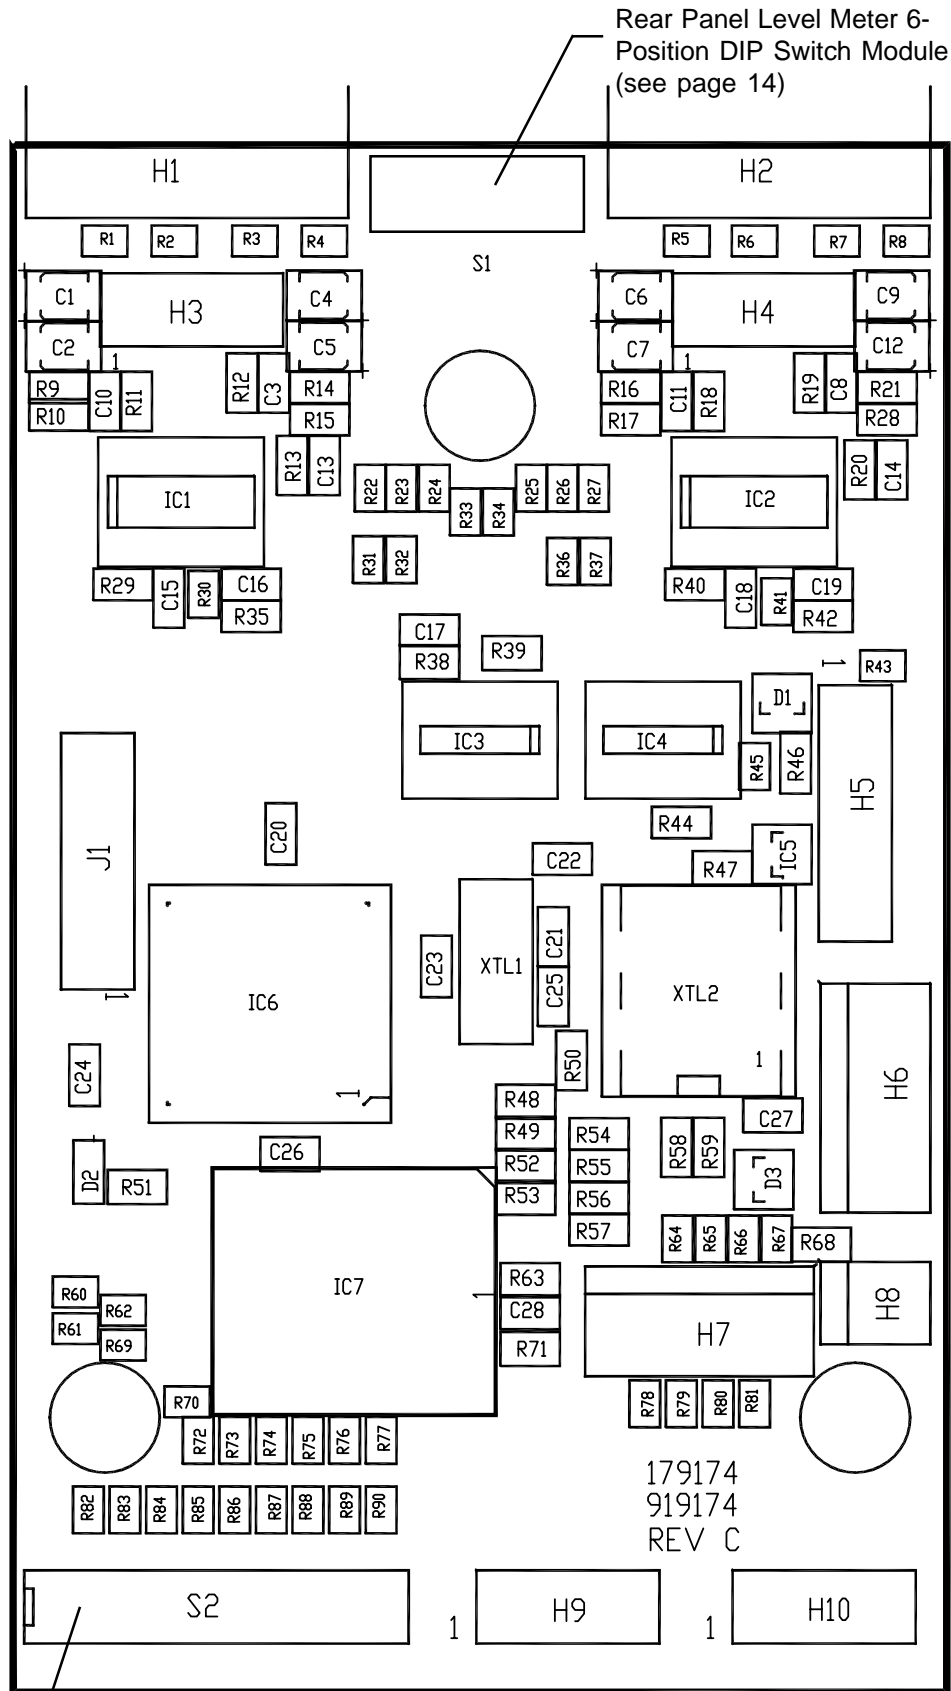 Rear Panel Level Meter 6-
Position DIP Switch Module
(see page 14)
H1
H2
S1
R1 R2 R3 R4
R5 R6 R7 R8
C1 H3 C4
C6 H4 C9
C2 1 C5
C7 1 C12
R9 C10 R11 R12 C3 R14
R16 C11 R18 R19 C8 R21
R10 R15
R17 R28
R13 C13
R20 C14
IC1
IC2
R22 R23 R24 R33 R34 R25 R26 R27
R31 R32 R36 R37
R29 C15 R30 C16
R35
R40 C18 R41 C19
R42
C17
R38 R39
1 R43
D1
IC3 IC4 R45 R46
H5
J1
1
C20
R44
C22 R47 IC5
C23 XTL1 C21
C25
XTL2
1
IC6
1
C24
R50
H6
R48
R49
R52
R53
R54
R55
R56
R57
R58 R59
C27
D3
C26
D2 R51
R64 R65 R66 R67 R68
IC7
1
R63
C28
R71
H7
H8
R60 R62
R61 R69
R70
R72 R73 R74 R75 R76 R77
R78 R79 R80 R81
R82 R83 R84 R85 R86 R87 R88 R89 R90
179174
919174
REV C
S2 1 H9 1 H10